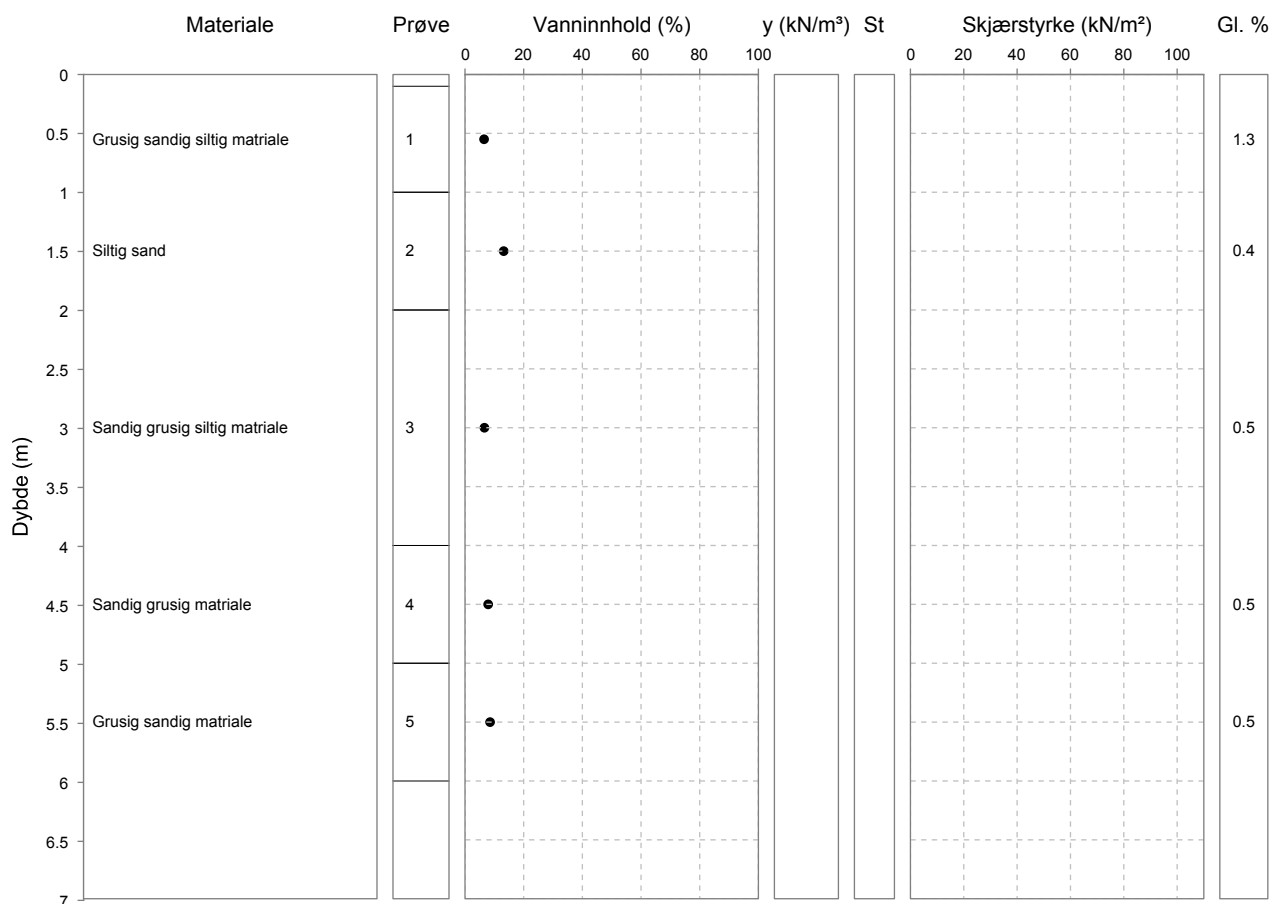 Materiale Prøve Vanninnhold (%) y (kN/m³) St Skjærstyrke (kN/m²) Gl. %
0 20 40 60 80 100 0 20 40 60 80 100
0
0.5 Grusig sandig siltig matriale 1 1.3
1
1.5 Siltig sand 2 0.4
2
2.5
3 Sandig grusig siltig matriale 3 0.5
Dybde (m)
3.5
4
4.5 Sandig grusig matriale 4 0.5
5
5.5 Grusig sandig matriale 5 0.5
6
6.5
7